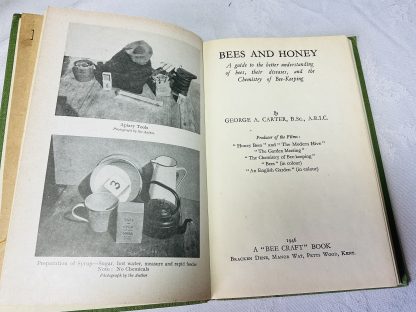 Apiary Tools
Photograph by the Author
3
Preparation of Syrup—Sugar, hot water, measure and rapid feeder
Note: No Chemicals
Photograph by the Author
BEES AND HONEY
A guide to the better understanding
of bees, their diseases, and the
Chemistry of Bee-Keeping
By
GEORGE A. CARTER, B.Sc., A.R.I.C.
Producer of the Films:
"Honey Bees" and "The Modern Hive"
"The Garden Meeting"
"The Chemistry of Bee-keeping"
"Bees" (in colour)
"An English Garden" (in colour)
1946
A "BEE CRAFT" BOOK
BRACKEN DENE, MANOR WAY, PETTS WOOD, KENT.